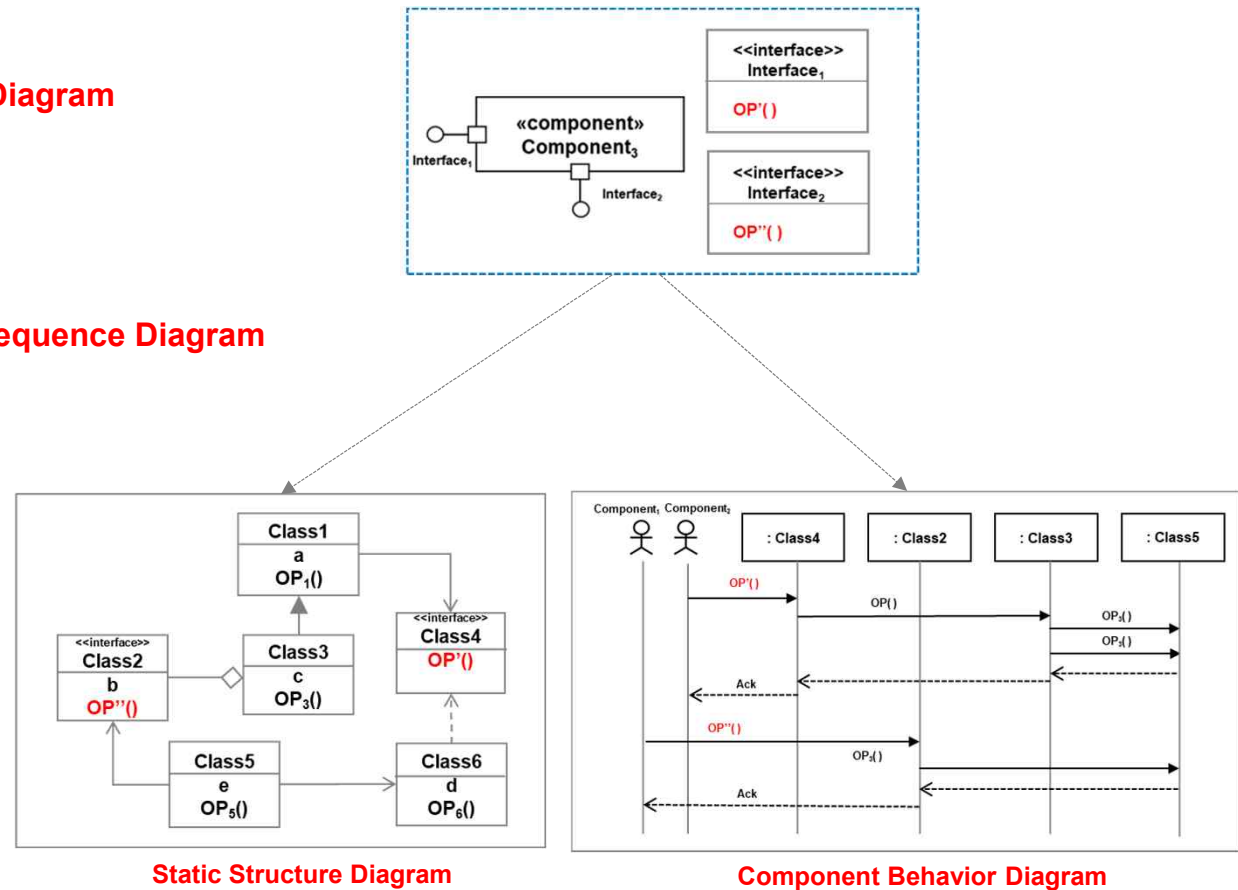 Diagram
<<interface>>
Interface₁
OP’( )
«component»
Component₃
Interface₁
Interface₂
<<interface>>
Interface₂
OP’’( )
equence Diagram
Class1
a
OP₁()
<<interface>>
Class4
OP’()
<<interface>>
Class2
b
OP’’()
Class3
c
OP₃()
Class5
e
OP₅()
Class6
d
OP₆()
Static Structure Diagram
Component₁ Component₂
: Class4
: Class2
: Class3
: Class5
OP’( )
OP( )
Ack
OP’’( )
Ack
Component Behavior Diagram